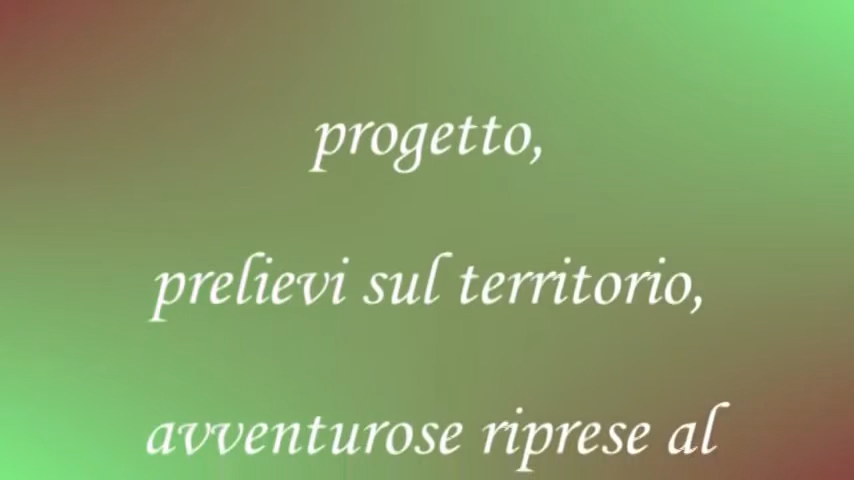 progetto,
prelievi sul territorio,
avventurose riprese al